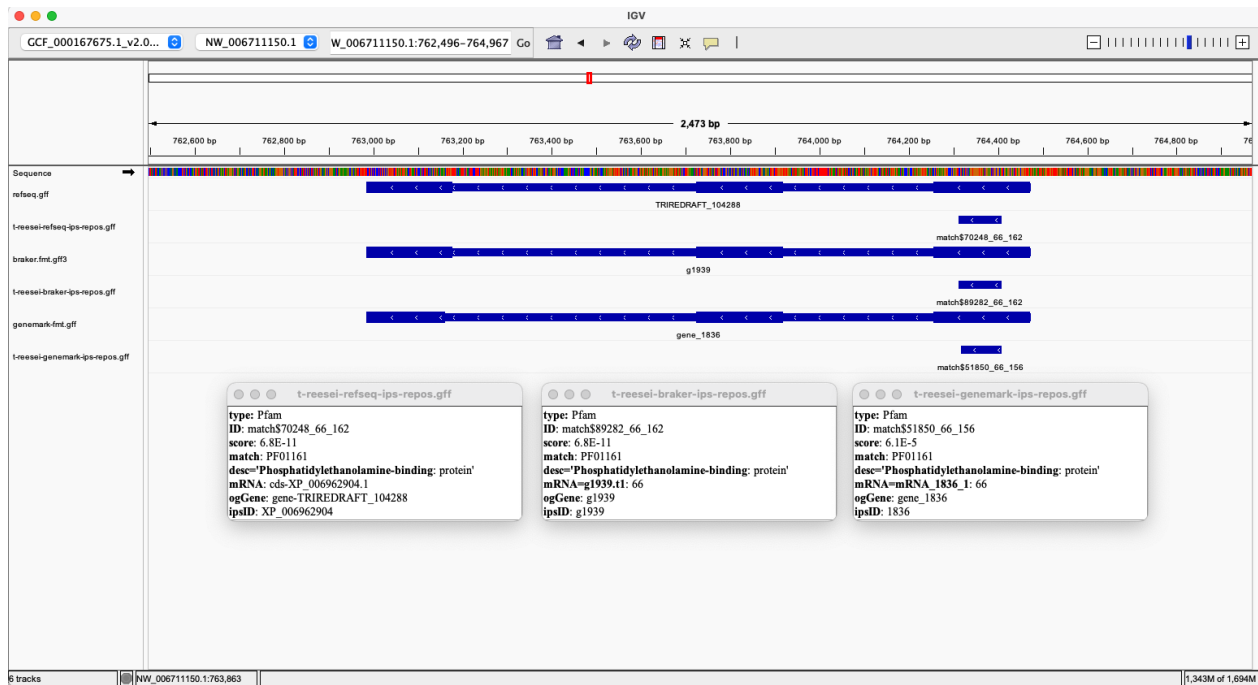 IGV
GCF_000167675.1_v2.0... NW_006711150.1 W_006711150.1:762,496-764,967 Go
2,473 bp
762,600 bp 762,800 bp 763,000 bp 763,200 bp 763,400 bp 763,600 bp 763,800 bp 764,000 bp 764,200 bp 764,400 bp 764,600 bp 764,800 bp 76
Sequence
refseq.gff
TRIREDRAFT_104288
t-reesei-refseq-ips-repos.gff
match$70248_66_162
braker.fmt.gff3
g1939
t-reesei-braker-ips-repos.gff
match$89282_66_162
genemark-fmt.gff
gene_1836
t-reesei-genemark-ips-repos.gff
match$51850_66_156
t-reesei-refseq-ips-repos.gff
type: Pfam
ID: match$70248_66_162
score: 6.8E-11
match: PF01161
desc='Phosphatidylethanolamine-binding: protein'
mRNA: cds-XP_006962904.1
ogGene: gene-TRIREDRAFT_104288
ipsID: XP_006962904
t-reesei-braker-ips-repos.gff
type: Pfam
ID: match$89282_66_162
score: 6.8E-11
match: PF01161
desc='Phosphatidylethanolamine-binding: protein'
mRNA=g1939.t1: 66
ogGene: g1939
ipsID: g1939
t-reesei-genemark-ips-repos.gff
type: Pfam
ID: match$51850_66_156
score: 6.1E-5
match: PF01161
desc='Phosphatidylethanolamine-binding: protein'
mRNA=mRNA_1836_1: 66
ogGene: gene_1836
ipsID: 1836
6 tracks NW_006711150.1:763,863 1,343M of 1,694M